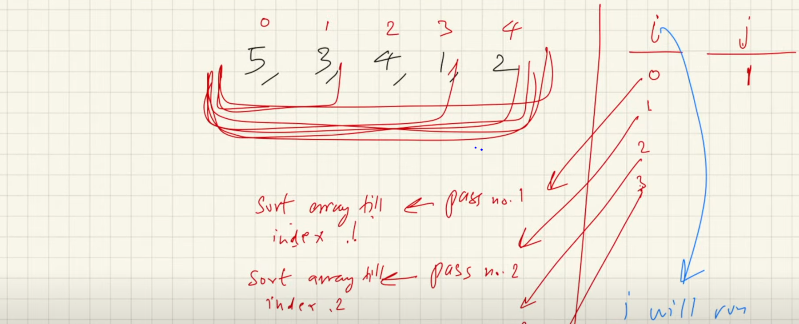 0 1 2 3 4
5, 3, 4, 1, 2
i j
0 1
1
2
3
Sort array till ← pass no. 1
index 1
Sort array till ← pass no. 2
index 2
i will run